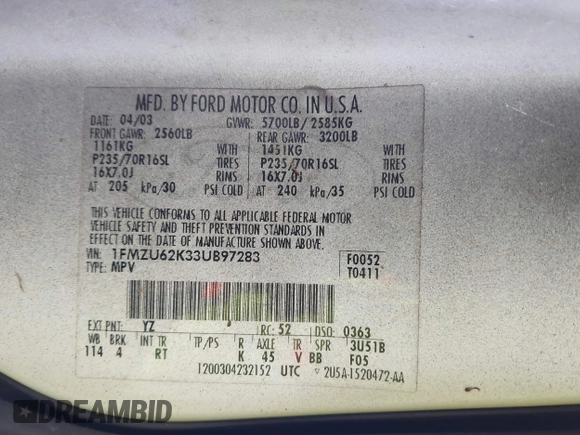 MFD. BY FORD MOTOR CO. IN U.S.A.
DATE: 04/03 GVWR: 5700LB/ 2585KG
FRONT GAWR: 2560LB REAR GAWR: 3200LB
1161KG WITH 1451KG WITH
P235/70R16SL TIRES P235/70R16SL TIRES
16X7.0J RIMS 16X7.0J RIMS
AT 205 kPa/30 PSI COLD AT 240 kPa/35 PSI COLD
THIS VEHICLE CONFORMS TO ALL APPLICABLE FEDERAL MOTOR
VEHICLE SAFETY AND THEFT PREVENTION STANDARDS IN
EFFECT ON THE DATE OF MANUFACTURE SHOWN ABOVE.
VIN: 1FMZU62K33UB97283 F0052
TYPE: MPV T0411
EXT PNT: YZ RC: 52 DSO: 0363
WB BRK INT TR TP/PS R AXLE TR SPR 3U51B
114 4 RT K 45 V BB F05
1200304232152 UTC 2U5A-1520472-AA
FAXVIN.COM